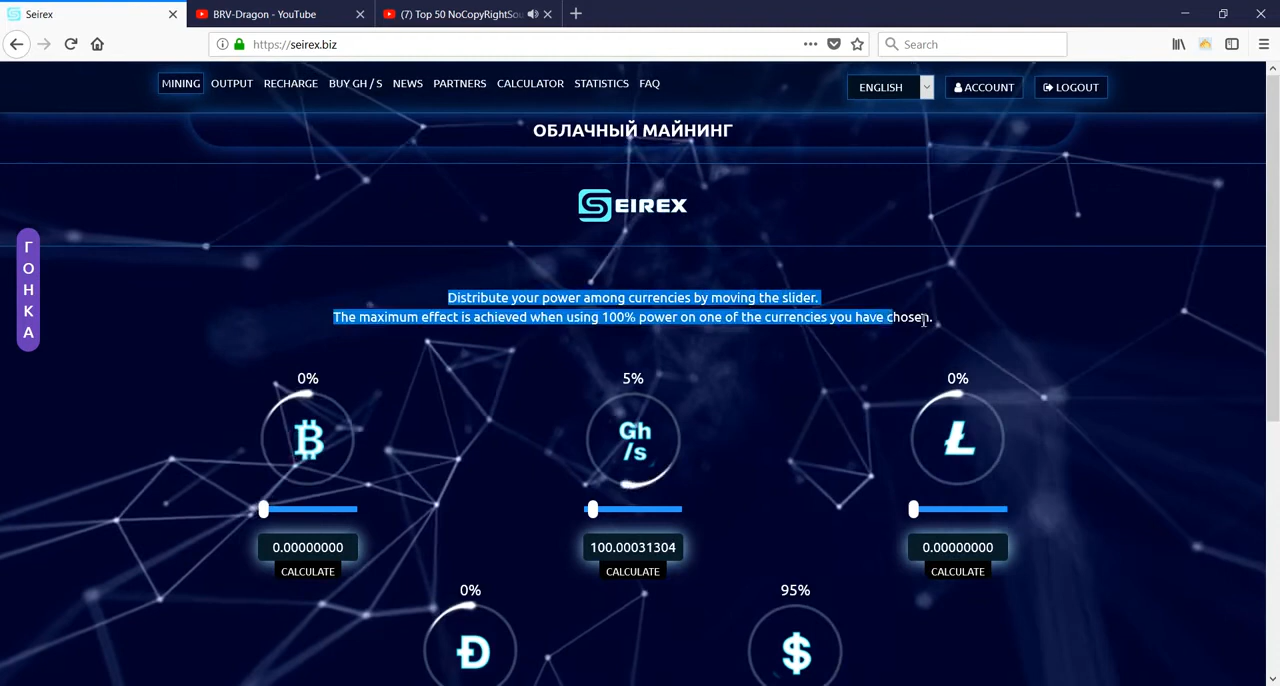 Seirex
BRV-Dragon - YouTube
(7) Top 50 NoCopyRightSou
https://seirex.biz
Search
MINING OUTPUT RECHARGE BUY GH / S NEWS PARTNERS CALCULATOR STATISTICS FAQ
ENGLISH
ACCOUNT
LOGOUT
ОБЛАЧНЫЙ МАЙНИНГ
SEIREX
ГОНКА
Distribute your power among currencies by moving the slider.
The maximum effect is achieved when using 100% power on one of the currencies you have chosen.
0%
5%
0%
Gh
/s
0.00000000
100.00031304
0.00000000
CALCULATE
CALCULATE
CALCULATE
0%
95%
$